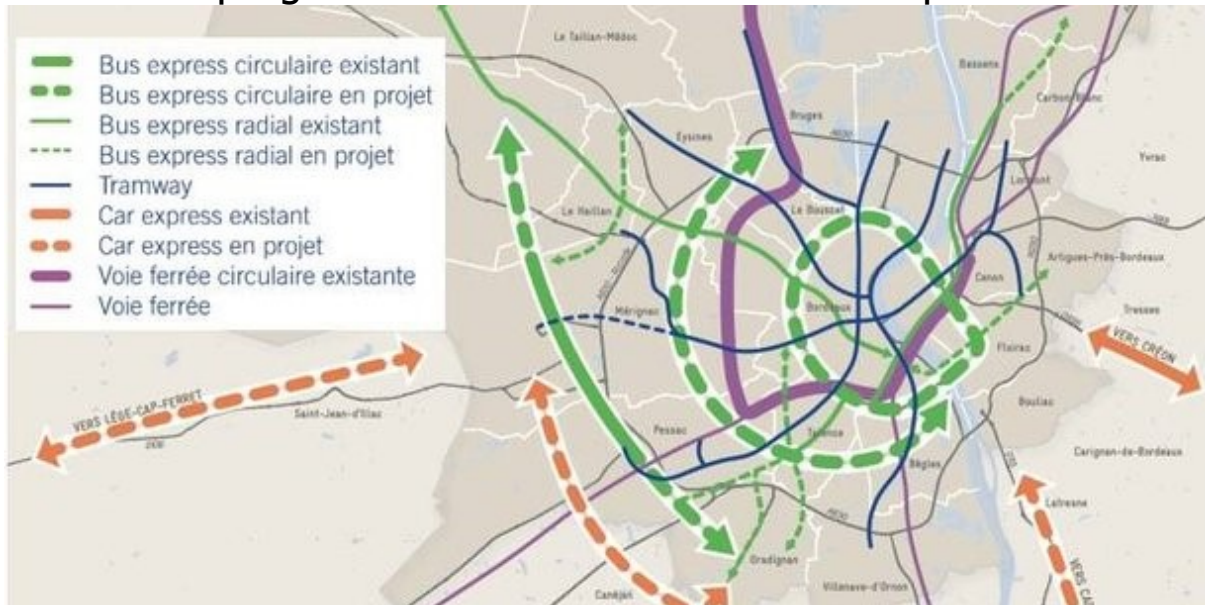 Bus express circulaire existant
Bus express circulaire en projet
Bus express radial existant
Bus express radial en projet
Tramway
Car express existant
Car express en projet
Voie ferrée circulaire existante
Voie ferrée
Le Taillan-Médoc
Bassens
Carbon Blanc
Bruges
Eysines
Yvrac
Lormont
Le Haillan
Le Bouscat
Artigues-Près-Bordeaux
Cenon
Mérignac
Bordeaux
Tresses
Floirac
VERS CRÉON
VERS LÈGE-CAP-FERRET
Saint-Jean-d'Illac
Bouliac
Pessac
Talence
Carignan-de-Bordeaux
Bègles
Latresne
Gradignan
Villenave-d'Ornon
Canéjan